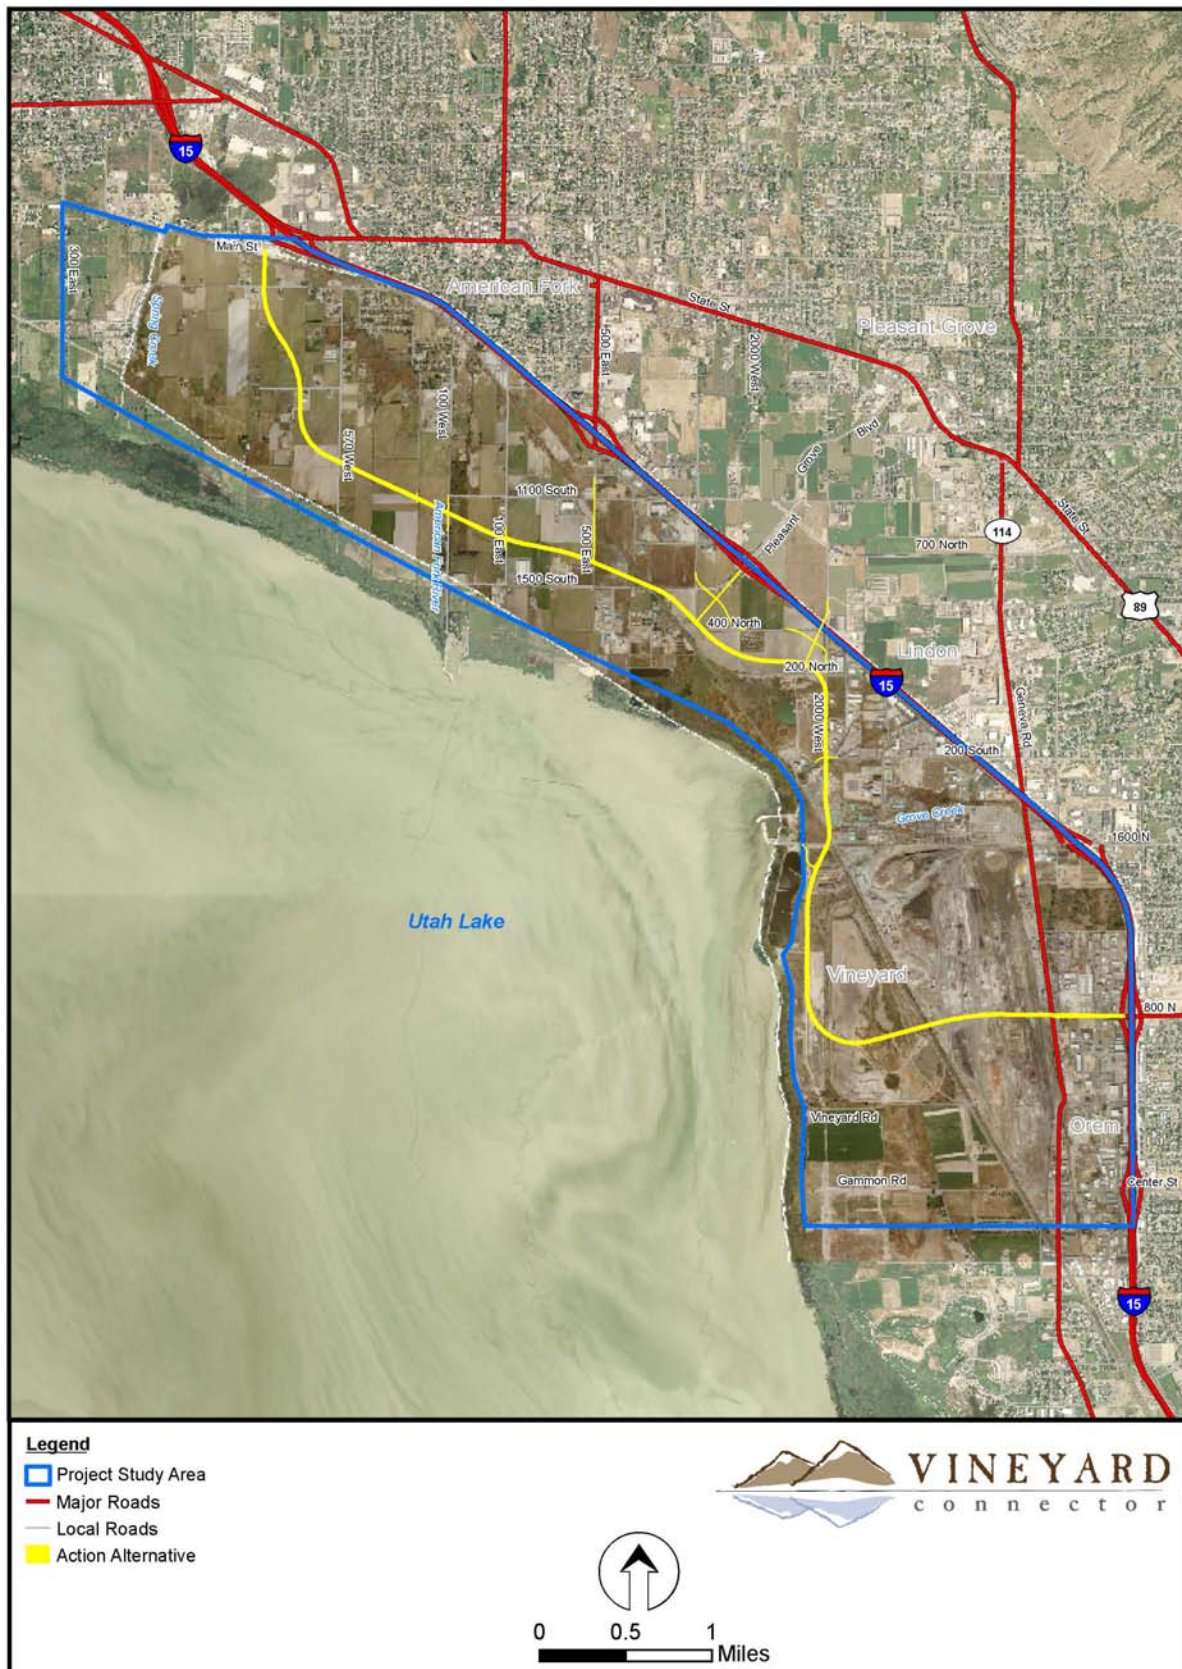 15
Main St
300 East
Spring Creek
American Fork
State St
500 East
2000 West
Pleasant Grove
Pleasant
Grove
Blvd
100 West
570 West
American Fork River
1100 South
100 East
500 East
1500 South
700 North
114
State St
89
400 North
200 North
2000 West
Lindon
15
Geneva Rd
200 South
Grove Creek
1600 N
Utah Lake
Vineyard
800 N
Vineyard Rd
Orem
Gammon Rd
Center St
15
Legend
Project Study Area
Major Roads
Local Roads
Action Alternative
VINEYARD
connector
0 0.5 1
Miles